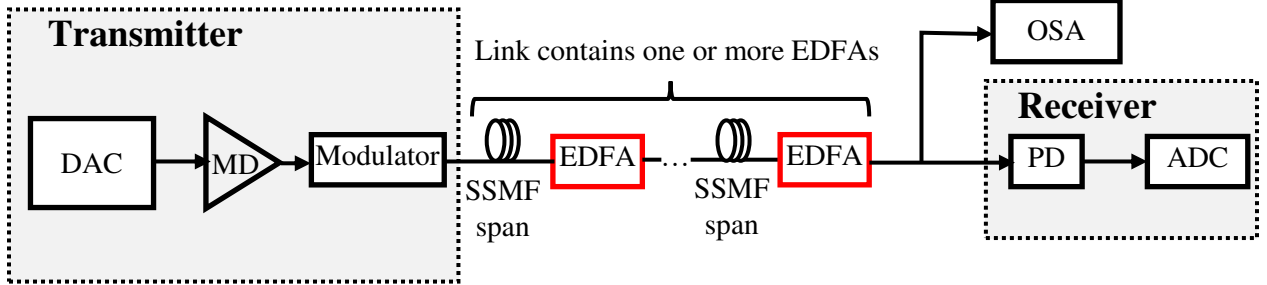 Transmitter
OSA
Link contains one or more EDFAs
Receiver
DAC
MD
Modulator
EDFA
...
EDFA
PD
ADC
SSMF
span
SSMF
span